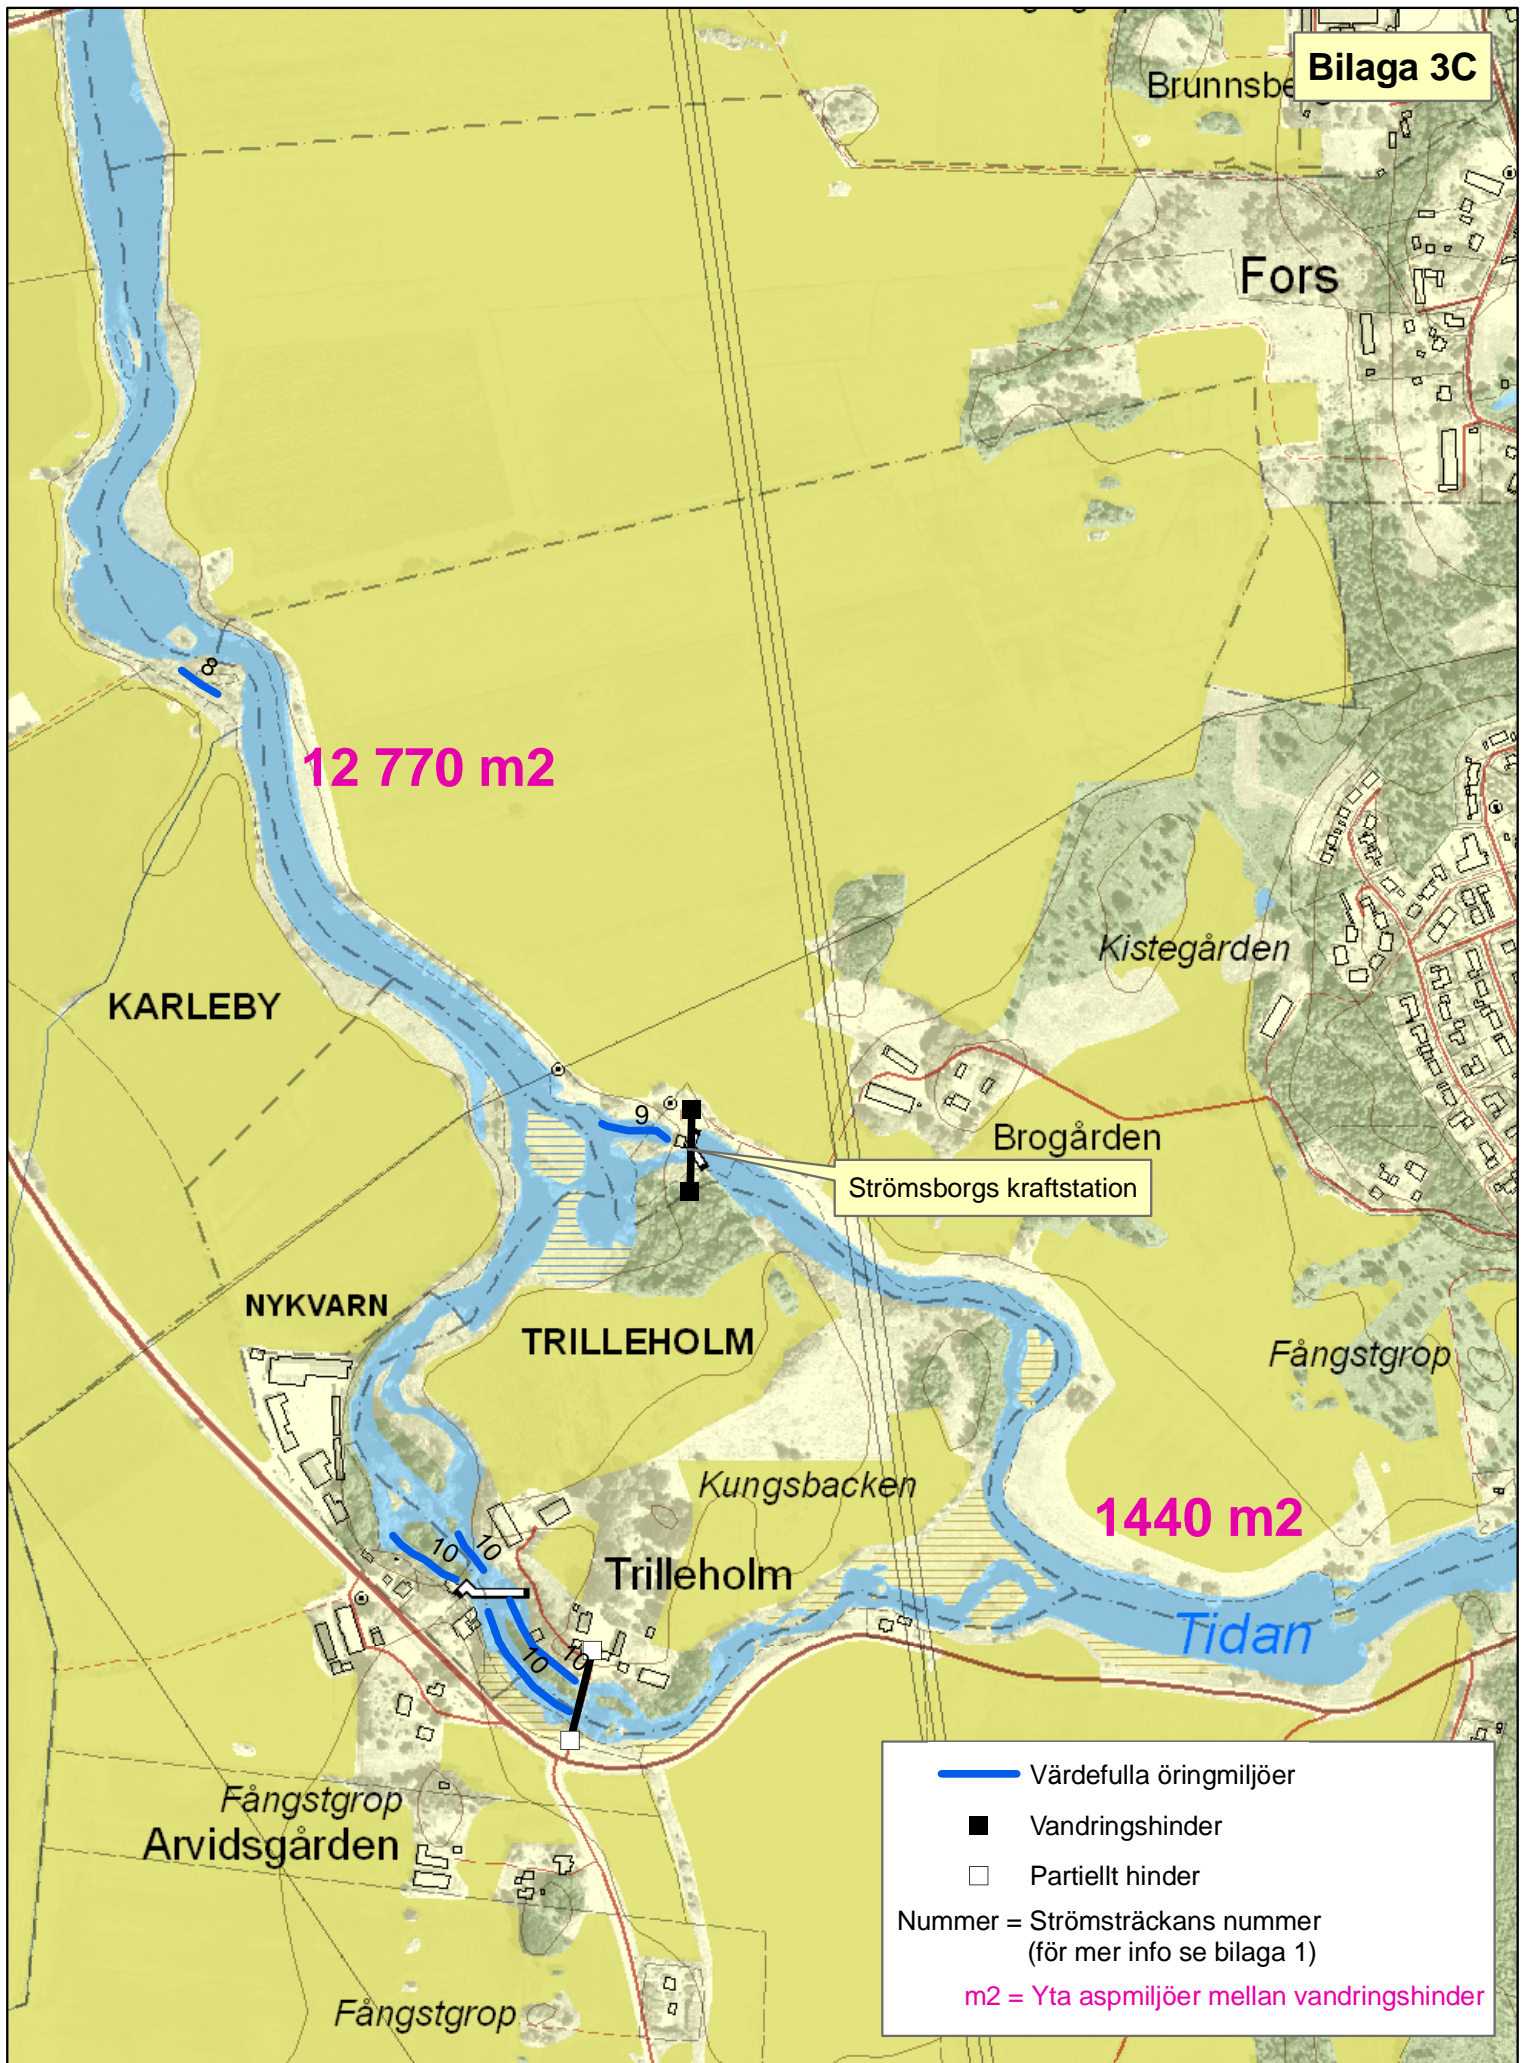 Bilaga 3C
Fors
8
12 770 m2
Kistegården
KARLEBY
9
Brogården
Strömsborgs kraftstation
NYKVARN
TRILLEHOLM
Fångstgrop
Kungsbacken
1440 m2
10
10
Trilleholm
Tidan
10
10
Värdefulla öringmiljöer
Fångstgrop
Vandringshinder
Arvidsgården
Partiellt hinder
Nummer = Strömsträckans nummer
(för mer info se bilaga 1)
m2 = Yta aspmiljöer mellan vandringshinder
Fångstgrop